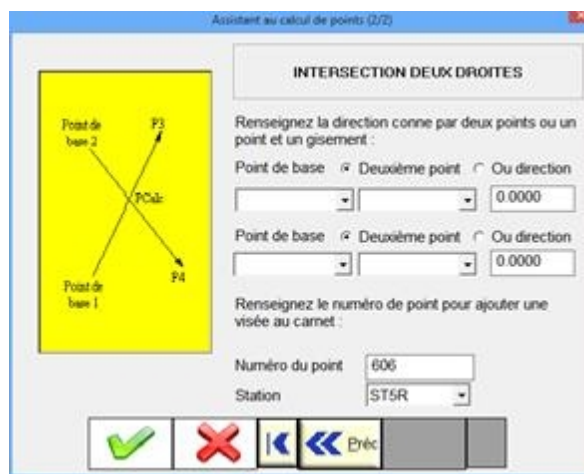 Assistant au calcul de points (2/2)
INTERSECTION DEUX DROITES
Point de base 2
P3
PCalc
Point de base 1
P4
Renseignez la direction conne par deux points ou un
point et un gisement :
Point de base Deuxième point Ou direction
0.0000
Point de base Deuxième point Ou direction
0.0000
Renseignez le numéro de point pour ajouter une
visée au carnet :
Numéro du point 606
Station ST5R
Préc